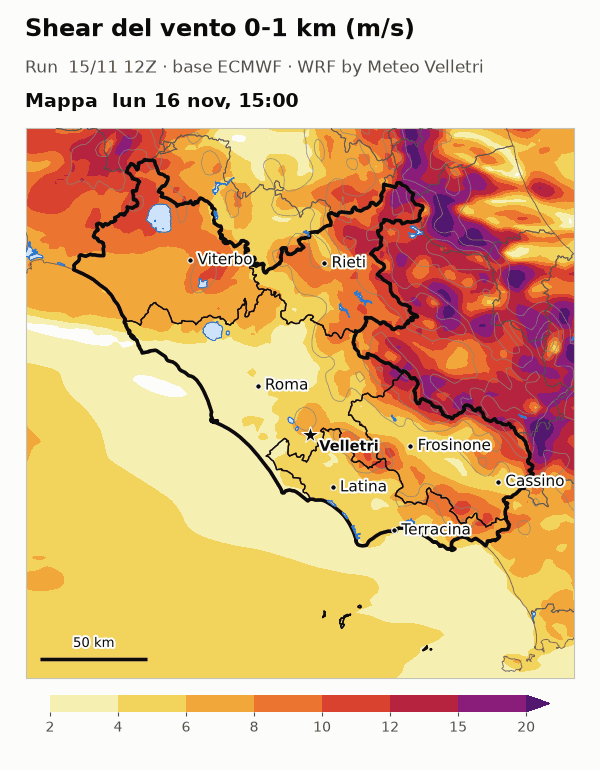 Shear del vento 0-1 km (m/s)
Run  15/11 12Z · base ECMWF · WRF by Meteo Velletri
Mappa  lun 16 nov, 15:00
Viterbo
Rieti
Roma
Velletri
Frosinone
Latina
Cassino
Terracina
50 km
2 4 6 8 10 12 15 20